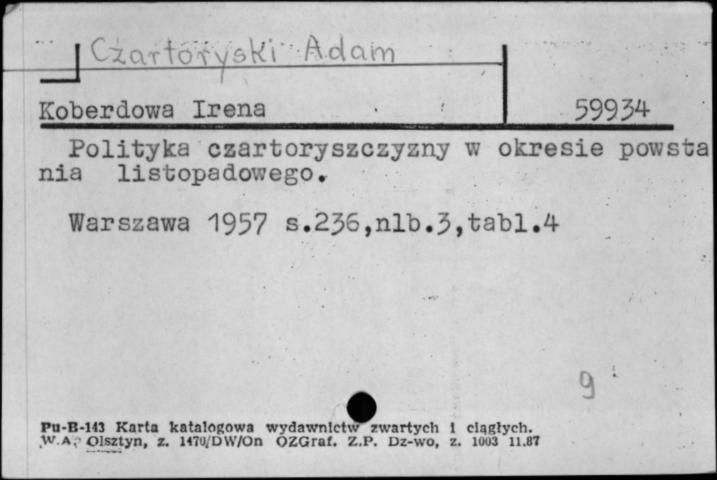 Czartoryski Adam
Koberdowa Irena 59934
Polityka czartoryszczyzny w okresie powsta
nia listopadowego.
Warszawa 1957 s.236,nlb.3,tabl.4
9
Pu-B-143 Karta katalogowa wydawnictw zwartych i ciągłych.
W.A. Olsztyn, z. 1470/DW/On OZGraf. Z.P. Dz-wo, z. 1003 11.87